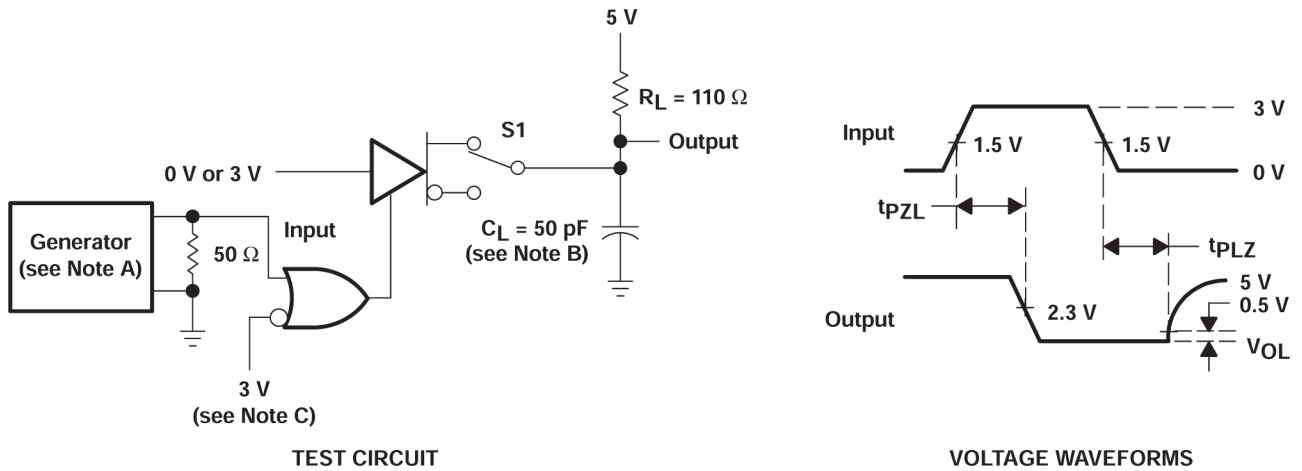 5 V
R_L = 110 Ω
S1
Output
0 V or 3 V
Generator
(see Note A)
50 Ω
Input
C_L = 50 pF
(see Note B)
3 V
(see Note C)
TEST CIRCUIT
Input
3 V
1.5 V
1.5 V
0 V
t_PZL
t_PLZ
Output
2.3 V
5 V
0.5 V
V_OL
VOLTAGE WAVEFORMS